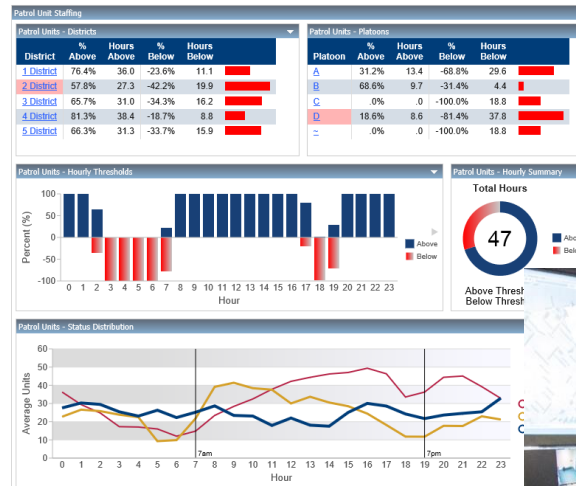 Patrol Unit Staffing
Patrol Units - Districts
District % Above Hours Above % Below Hours Below
1 District 76.4% 36.0 -23.6% 11.1
2 District 57.8% 27.3 -42.2% 19.9
3 District 65.7% 31.0 -34.3% 16.2
4 District 81.3% 38.4 -18.7% 8.8
5 District 66.3% 31.3 -33.7% 15.9
Patrol Units - Platoons
Platoon % Above Hours Above % Below Hours Below
A 31.2% 13.4 -68.8% 29.6
B 68.6% 9.7 -31.4% 4.4
C .0% .0 -100.0% 18.8
D 18.6% 8.6 -81.4% 37.8
~ .0% .0 -100.0% 18.8
Patrol Units - Hourly Thresholds
Percent (%)
100
50
0
-50
-100
0 1 2 3 4 5 6 7 8 9 10 11 12 13 14 15 16 17 18 19 20 21 22 23
Hour
Above
Below
Patrol Units - Hourly Summary
Total Hours
47
Abo
Bel
Above Thresh
Below Thresh
Patrol Units - Status Distribution
Average Units
60
50
40
30
20
10
0 1 2 3 4 5 6 8 9 10 11 12 13 14 15 16 17 18 19 20 21 22 23
7am
7pm
Hour